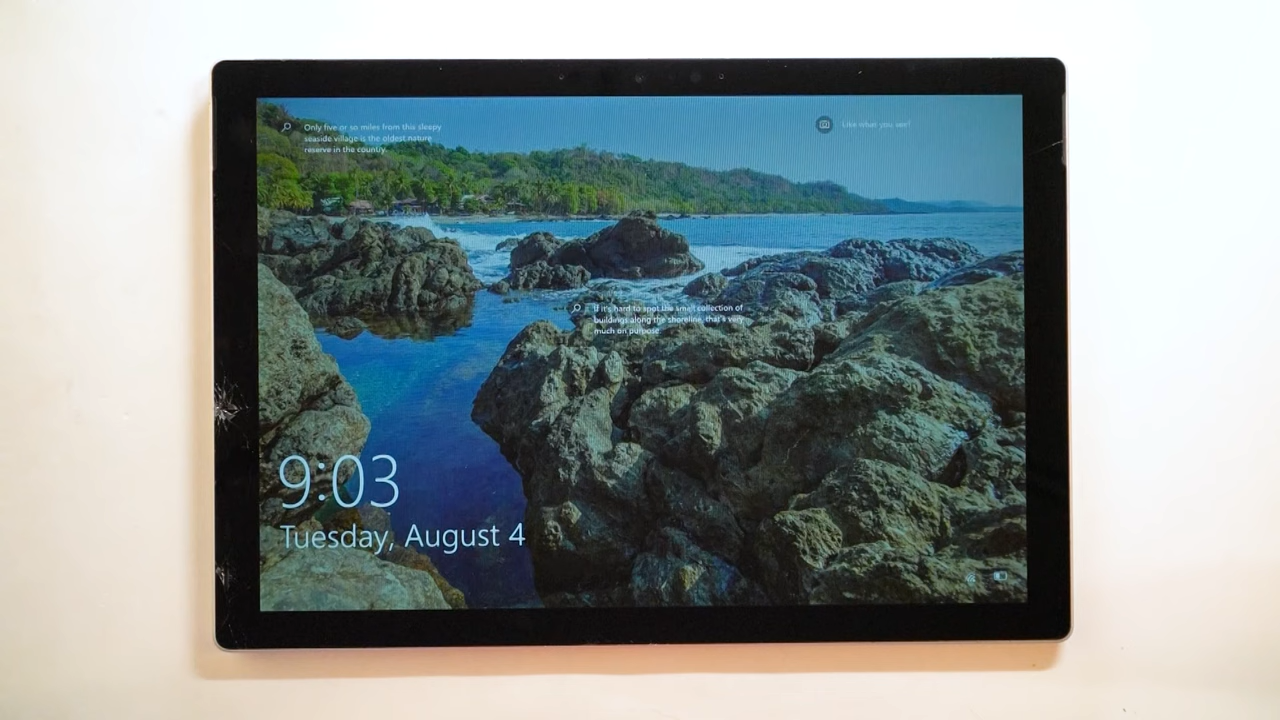 Only five or so miles from this sleepy
seaside village is the oldest nature
reserve in the country.
Like what you see?
If it's hard to spot the small collection of
buildings along the shoreline, that's very
much on purpose.
9:03
Tuesday, August 4